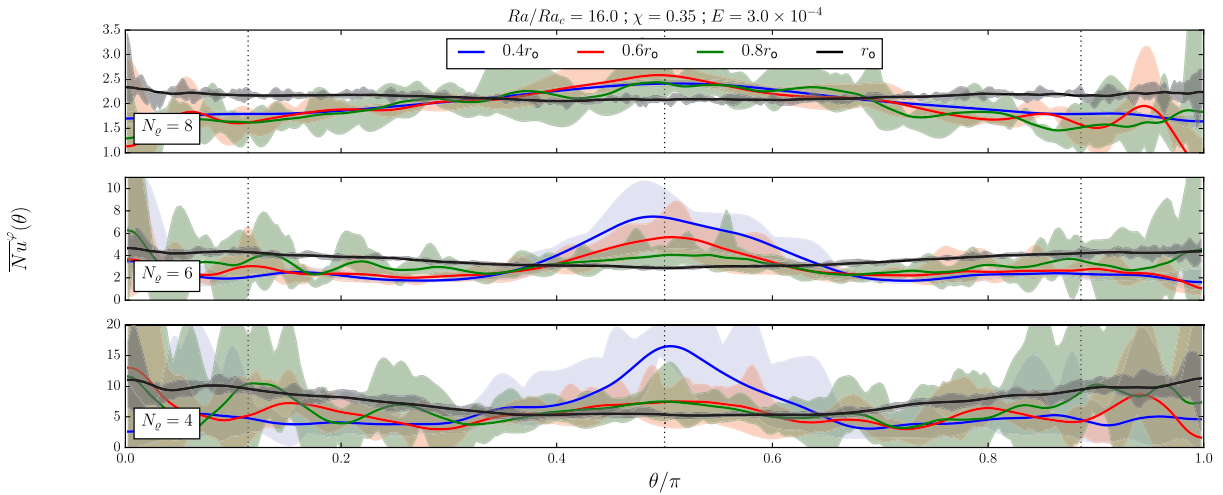 Ra/Ra_c = 16.0 ; χ = 0.35 ; E = 3.0 × 10⁻⁴
0.4r_o 0.6r_o 0.8r_o r_o
3.5
3.0
2.5
2.0
1.5
1.0
N_ϱ = 8
10
8
6
4
2
0
N_ϱ = 6
20
15
10
5
0
N_ϱ = 4
0.0 0.2 0.4 0.6 0.8 1.0
θ/π
\overline{Nu}^φ(θ)